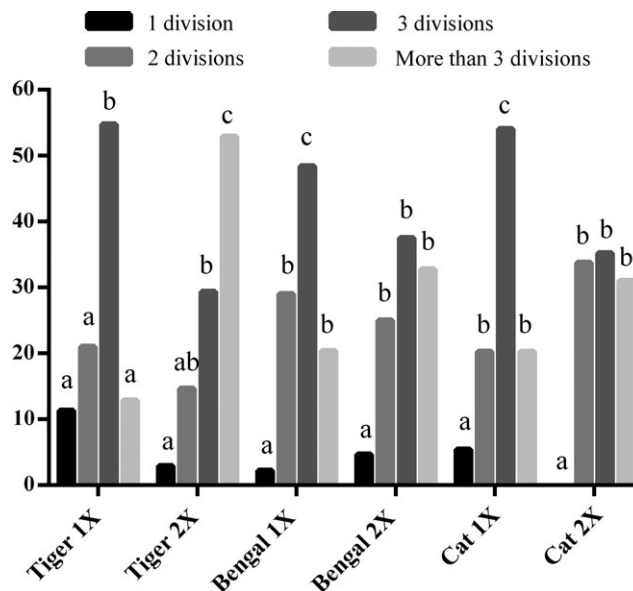 1 division
3 divisions
2 divisions
More than 3 divisions
60
50
40
30
20
10
0
a
a
b
a
a
ab
b
c
a
b
c
b
a
b
b
b
a
b
c
b
a
b
b
b
Tiger 1X
Tiger 2X
Bengal 1X
Bengal 2X
Cat 1X
Cat 2X